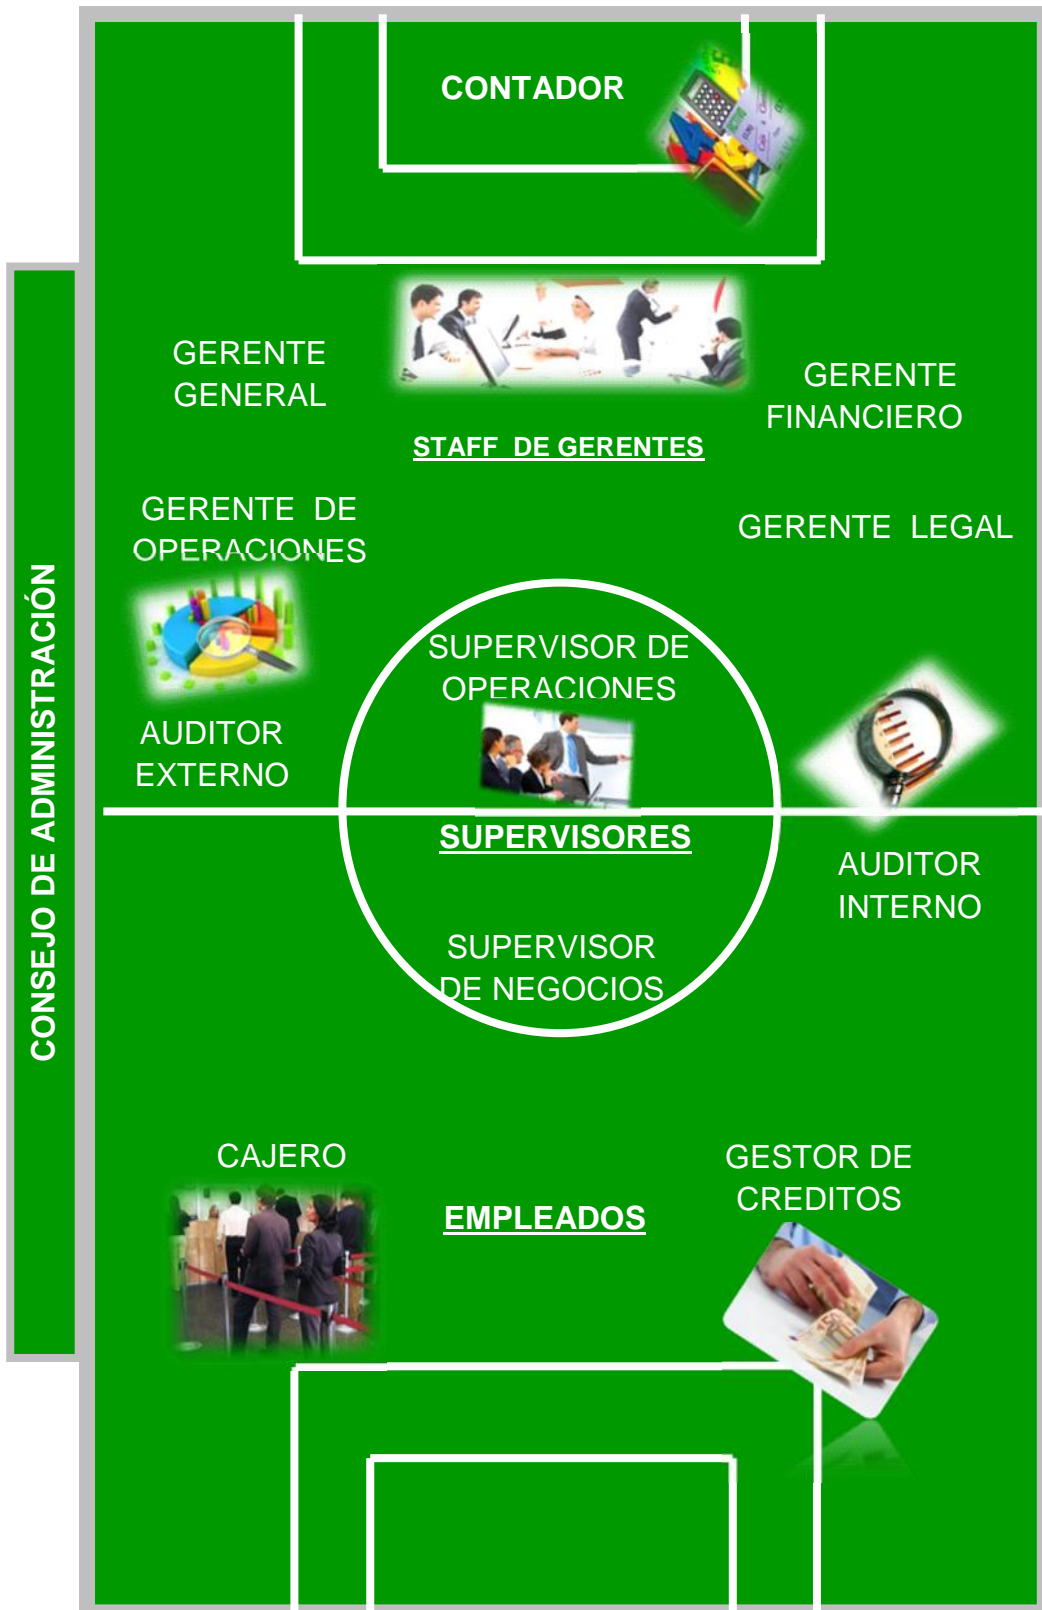 CONTADOR
GERENTE
GENERAL
GERENTE
FINANCIERO
STAFF DE GERENTES
GERENTE DE
OPERACIONES
GERENTE LEGAL
SUPERVISOR DE
OPERACIONES
AUDITOR
EXTERNO
SUPERVISORES
AUDITOR
INTERNO
SUPERVISOR
DE NEGOCIOS
CONSEJO DE ADMINISTRACIÓN
CAJERO
GESTOR DE
CREDITOS
EMPLEADOS